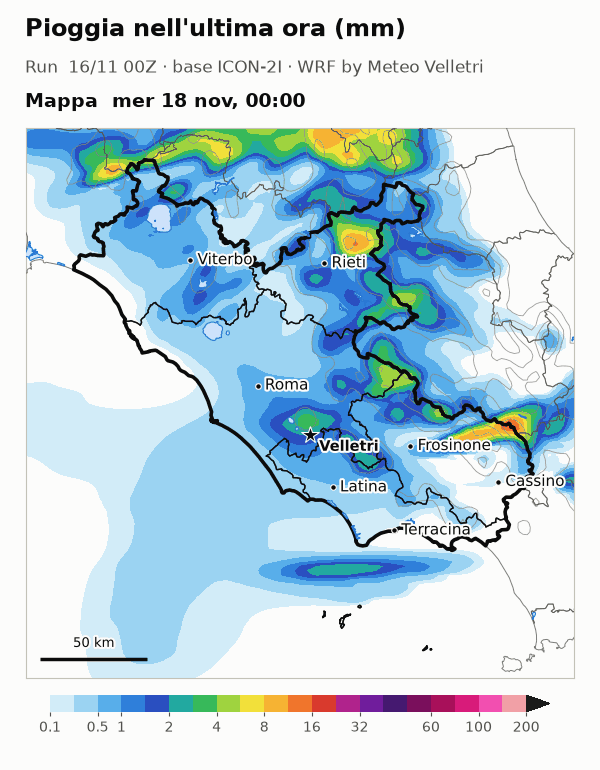 Pioggia nell'ultima ora (mm)
Run  16/11 00Z · base ICON-2I · WRF by Meteo Velletri
Mappa  mer 18 nov, 00:00
Viterbo
Rieti
Roma
Velletri
Frosinone
Latina
Cassino
Terracina
50 km
0.1 0.5 1 2 4 8 16 32 60 100 200